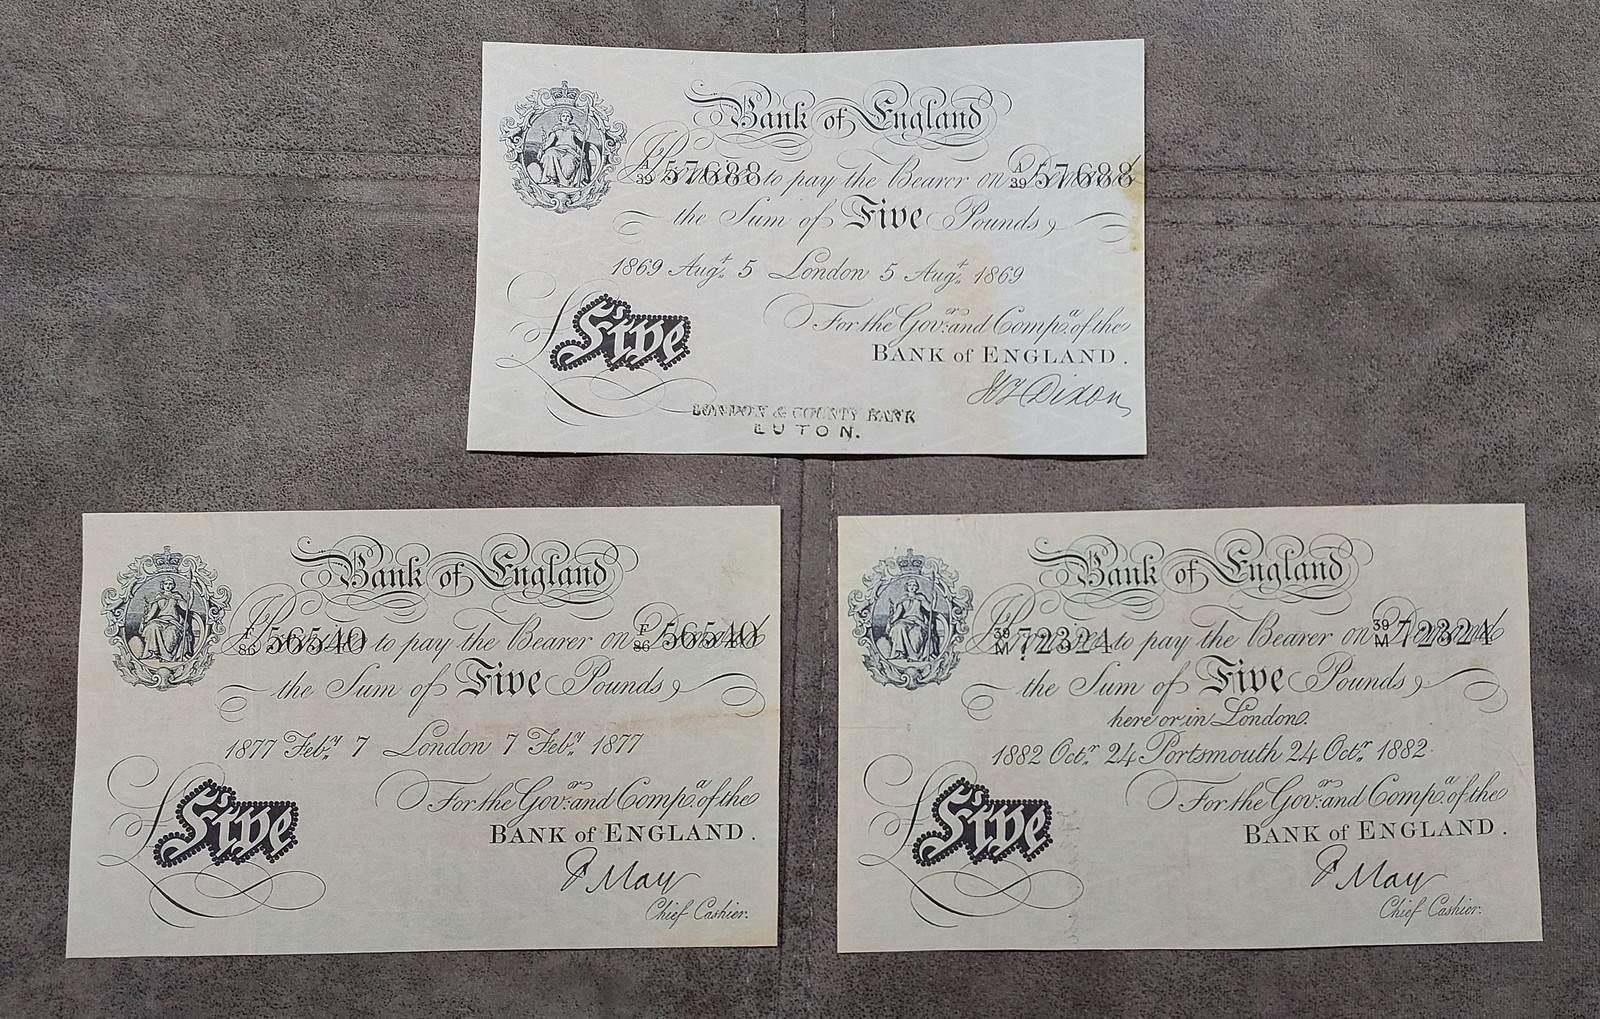 Bank of England
A/39 57688 to pay the Bearer on A/39 57688
the Sum of Five Pounds
1869 Augt. 5 London 5 Augt. 1869
For the Govr: and Compa. of the
Five
BANK of ENGLAND.
Dixon
LONDON & COUNTY BANK
LUTON.
Bank of England
F/86 56540 to pay the Bearer on F/86 56540
the Sum of Five Pounds
1877 Feby. 7 London 7 Feby. 1877
For the Govr: and Compa. of the
Five
BANK of ENGLAND.
F May
Chief Cashier.
Bank of England
39/M 72324 to pay the Bearer on 39/M 72324
the Sum of Five Pounds
here or in London.
1882 Octr. 24 Portsmouth 24 Octr. 1882.
For the Govr: and Compa. of the
Five
BANK of ENGLAND.
F May
Chief Cashier.